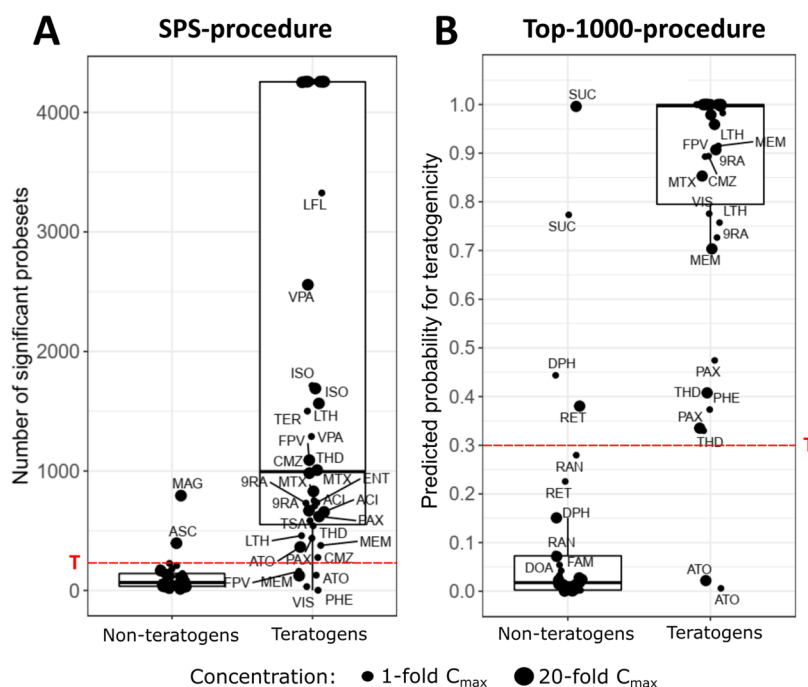 A SPS-procedure
B Top-1000-procedure
Number of significant probesets
4000
3000
2000
1000
0
T
MAG
ASC
LFL
VPA
ISO
ISO
TER
LTH
FPV
VPA
CMZ
THD
9RA
MTX
MTX
ENT
9RA
ACI
ACI
TSA
PAX
LTH
THD
MEM
ATO
PAX
CMZ
FPV
MEM
ATO
VIS
PHE
Non-teratogens
Teratogens
Predicted probability for teratogenicity
1.0
0.9
0.8
0.7
0.6
0.5
0.4
0.3
0.2
0.1
0.0
SUC
SUC
DPH
RET
RAN
RET
DPH
RAN
DOA
FAM
LTH
FPV
MEM
9RA
MTX
CMZ
VIS
LTH
9RA
MEM
PAX
THD
PHE
PAX
THD
ATO
ATO
T
Non-teratogens
Teratogens
Concentration: 1-fold Cmax 20-fold Cmax